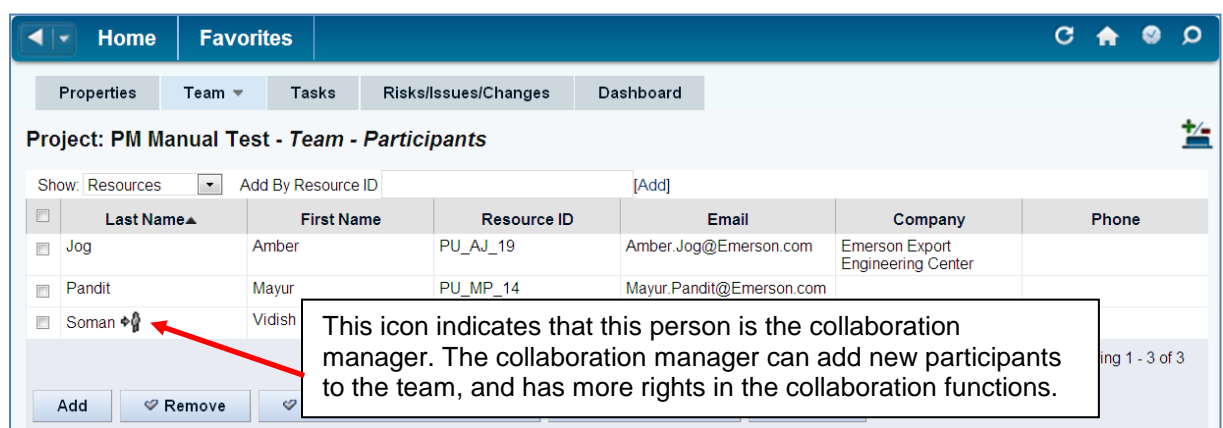 Home Favorites
Properties Team Tasks Risks/Issues/Changes Dashboard
Project: PM Manual Test - Team - Participants
Show: Resources Add By Resource ID [Add]
Last Name First Name Resource ID Email Company Phone
Jog Amber PU_AJ_19 Amber.Jog@Emerson.com Emerson Export
Engineering Center
Pandit Mayur PU_MP_14 Mayur.Pandit@Emerson.com
Soman Vidish
This icon indicates that this person is the collaboration
manager. The collaboration manager can add new participants
to the team, and has more rights in the collaboration functions.
ing 1 - 3 of 3
Add Remove